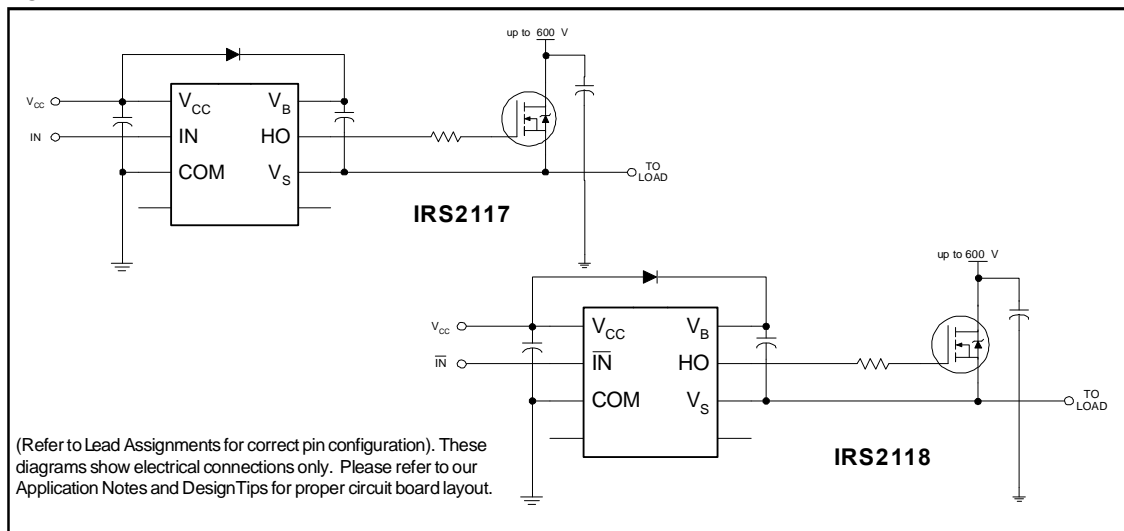 up to 600 V
V_CC
IN
V_CC
IN
COM
V_B
HO
V_S
TO
LOAD
IRS2117
up to 600 V
V_CC
I̅N̅
V_CC
I̅N̅
COM
V_B
HO
V_S
TO
LOAD
IRS2118
(Refer to Lead Assignments for correct pin configuration). These
diagrams show electrical connections only. Please refer to our
Application Notes and DesignTips for proper circuit board layout.